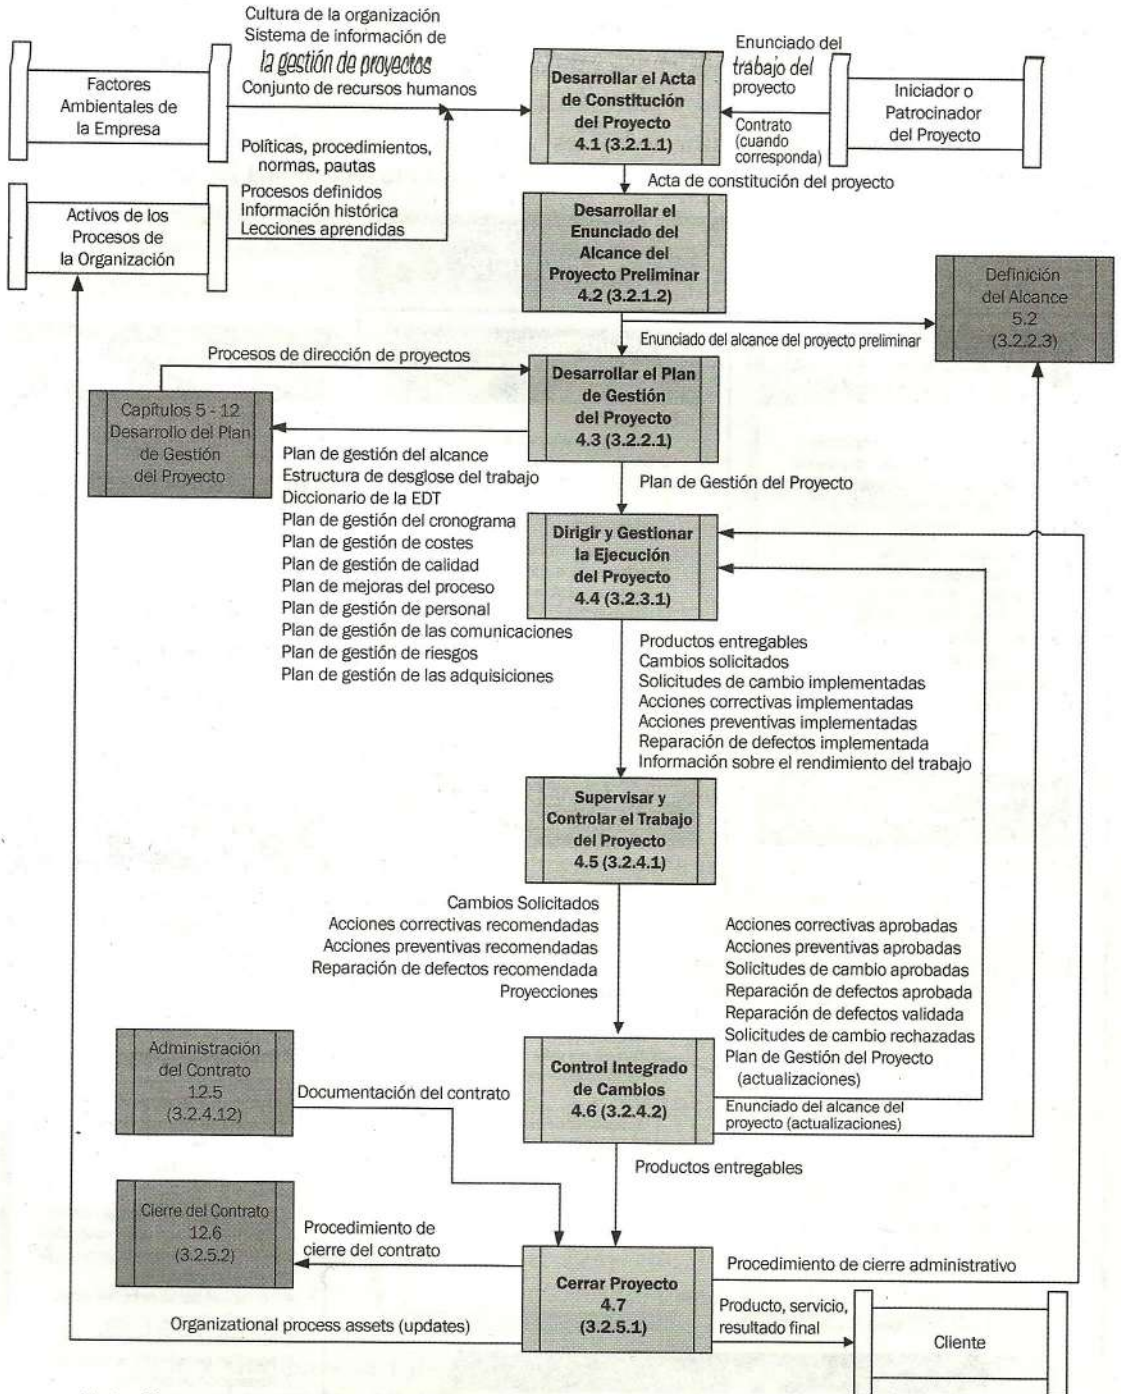 Cultura de la organización
Sistema de información de
la gestión de proyectos
Conjunto de recursos humanos
Factores
Ambientales de
la Empresa
Políticas, procedimientos,
normas, pautas
Procesos definidos
Información histórica
Lecciones aprendidas
Activos de los
Procesos de
la Organización
Desarrollar el Acta
de Constitución
del Proyecto
4.1 (3.2.1.1)
Enunciado del
trabajo del
proyecto
Contrato
(cuando
corresponda)
Iniciador o
Patrocinador
del Proyecto
Acta de constitución del proyecto
Desarrollar el
Enunciado del
Alcance del
Proyecto Preliminar
4.2 (3.2.1.2)
Definición
del Alcance
5.2
(3.2.2.3)
Enunciado del alcance del proyecto preliminar
Procesos de dirección de proyectos
Desarrollar el Plan
de Gestión
del Proyecto
4.3 (3.2.2.1)
Capítulos 5 - 12
Desarrollo del Plan
de Gestión
del Proyecto
Plan de gestión del alcance
Estructura de desglose del trabajo
Diccionario de la EDT
Plan de gestión del cronograma
Plan de gestión de costes
Plan de gestión de calidad
Plan de mejoras del proceso
Plan de gestión de personal
Plan de gestión de las comunicaciones
Plan de gestión de riesgos
Plan de gestión de las adquisiciones
Plan de Gestión del Proyecto
Dirigir y Gestionar
la Ejecución
del Proyecto
4.4 (3.2.3.1)
Productos entregables
Cambios solicitados
Solicitudes de cambio implementadas
Acciones correctivas implementadas
Acciones preventivas implementadas
Reparación de defectos implementada
Información sobre el rendimiento del trabajo
Supervisar y
Controlar el Trabajo
del Proyecto
4.5 (3.2.4.1)
Cambios Solicitados
Acciones correctivas recomendadas
Acciones preventivas recomendadas
Reparación de defectos recomendada
Proyecciones
Acciones correctivas aprobadas
Acciones preventivas aprobadas
Solicitudes de cambio aprobadas
Reparación de defectos aprobada
Reparación de defectos validada
Solicitudes de cambio rechazadas
Plan de Gestión del Proyecto
(actualizaciones)
Enunciado del alcance del
proyecto (actualizaciones)
Administración
del Contrato
12.5
(3.2.4.12)
Documentación del contrato
Control Integrado
de Cambios
4.6 (3.2.4.2)
Productos entregables
Cierre del Contrato
12.6
(3.2.5.2)
Procedimiento de
cierre del contrato
Cerrar Proyecto
4.7
(3.2.5.1)
Procedimiento de cierre administrativo
Organizational process assets (updates)
Producto, servicio,
resultado final
Cliente